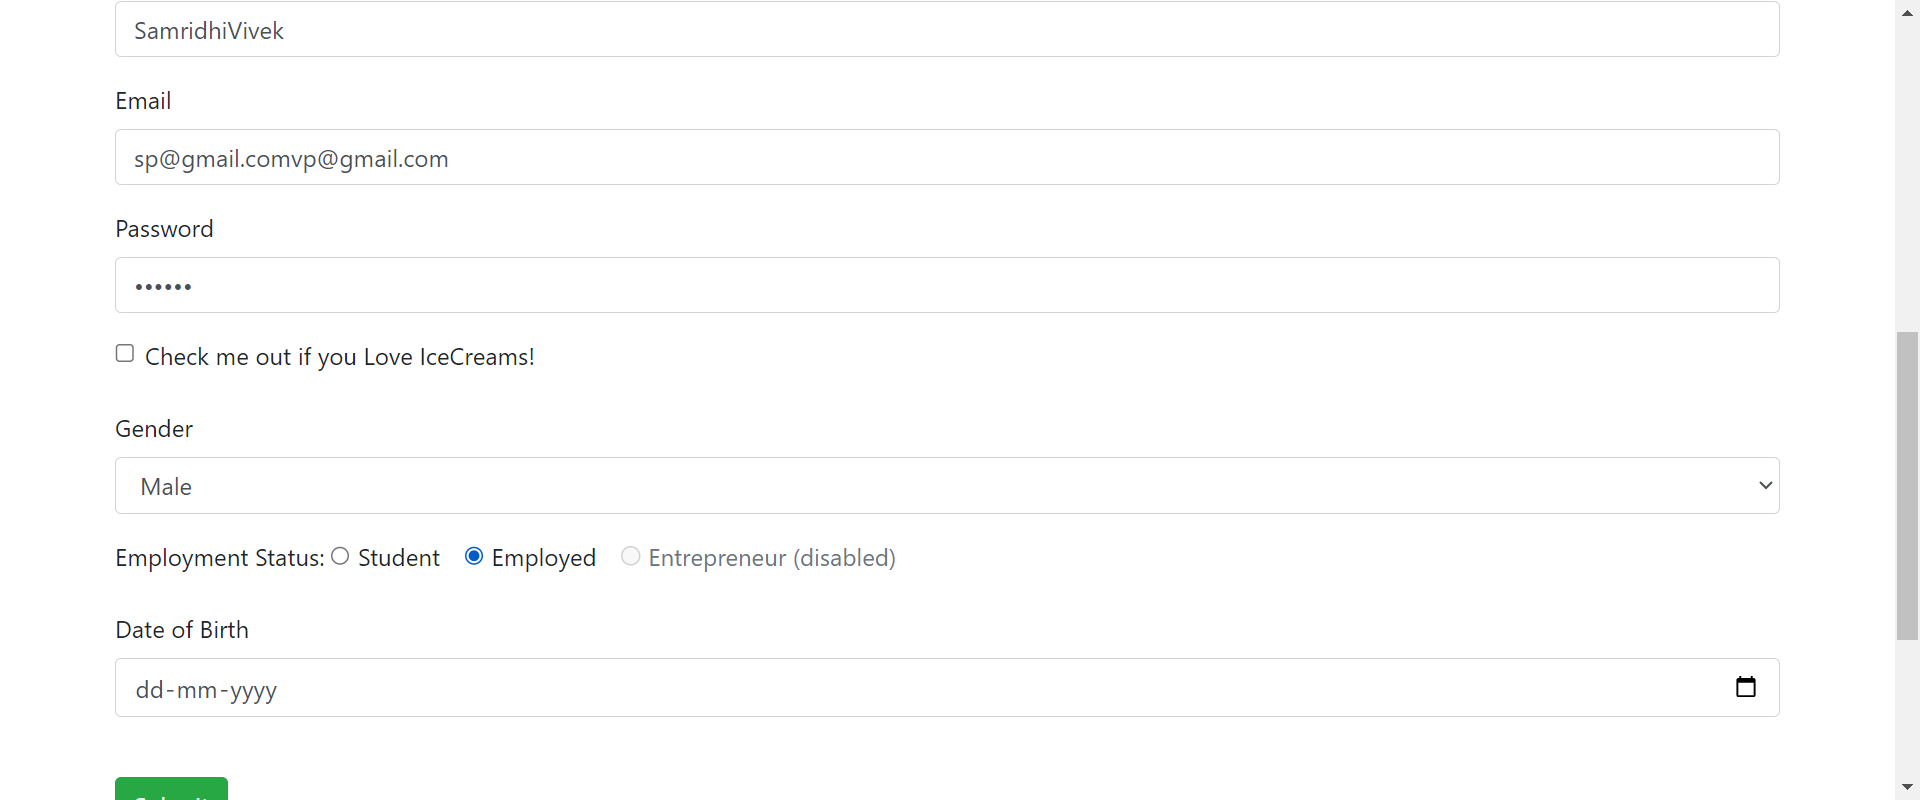 SamridhiVivek
Email
sp@gmail.comvp@gmail.com
Password
••••••
Check me out if you Love IceCreams!
Gender
Male
Employment Status: Student Employed Entrepreneur (disabled)
Date of Birth
dd-mm-yyyy